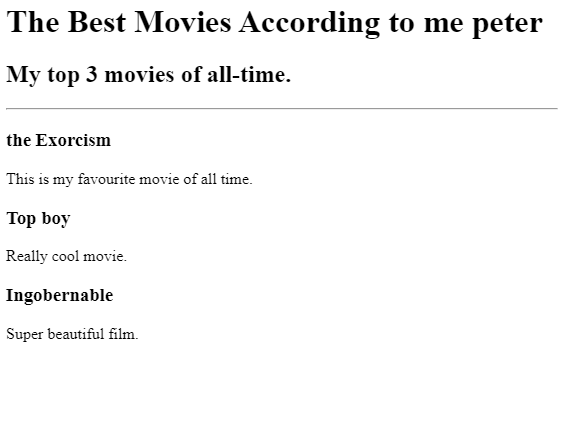 The Best Movies According to me peter
My top 3 movies of all-time.
the Exorcism
This is my favourite movie of all time.
Top boy
Really cool movie.
Ingobernable
Super beautiful film.